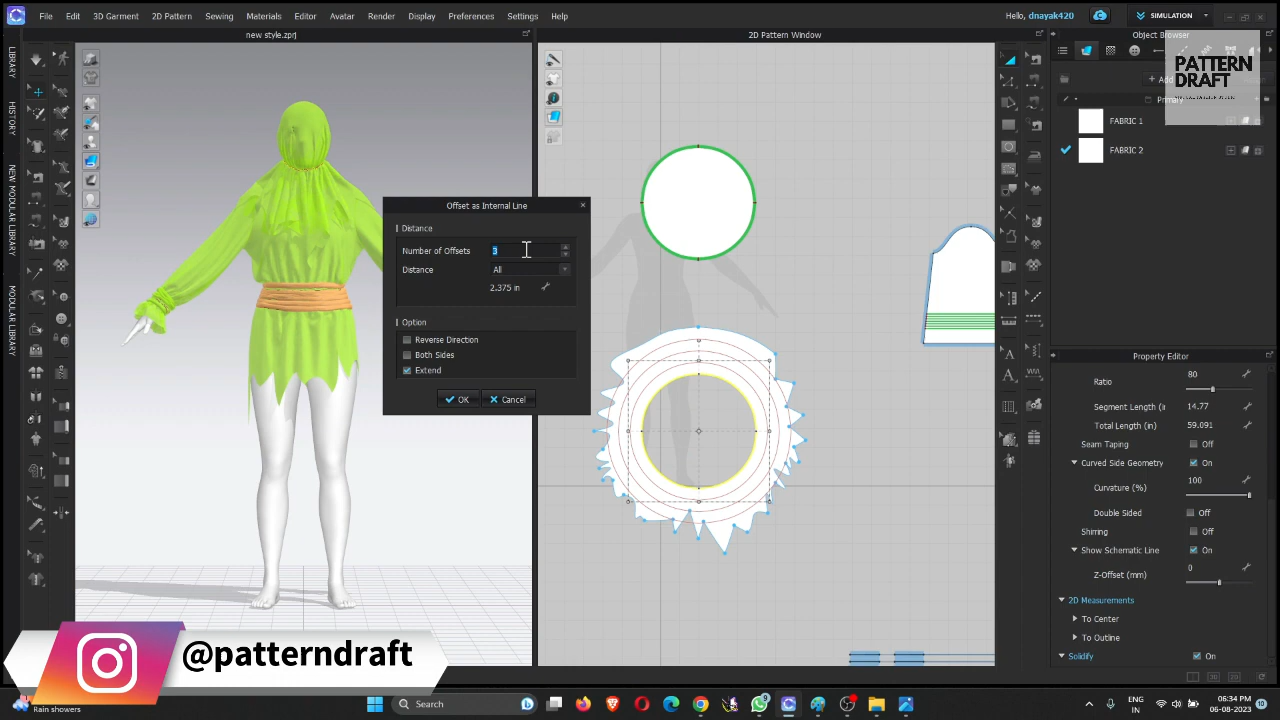 File Edit 3D Garment 2D Pattern Sewing Materials Editor Avatar Render Display Preferences Settings Help
Hello, dnayak420
SIMULATION
new style.zprj
2D Pattern Window
Object Browser
LIBRARY
HISTORY
NEW MODULAR LIBRARY
MODULAR LIBRARY
PATTERN
DRAFT
+ Add
Primary
FABRIC 1
FABRIC 2
Offset as Internal Line
Distance
Number of Offsets 3
Distance All
2.375 in
Option
Reverse Direction
Both Sides
Extend
OK Cancel
Property Editor
Ratio 80
Segment Length (i 14.77
Total Length (in) 59.091
Seam Taping Off
Curved Side Geometry On
Curvature (%) 100
Double Sided Off
Shirring Off
Show Schematic Line On
Z-Offset (mm) 0
2D Measurements
To Center
To Outline
Solidify On
@patterndraft
Rain showers
Search
ENG
IN
06:34 PM
06-08-2023